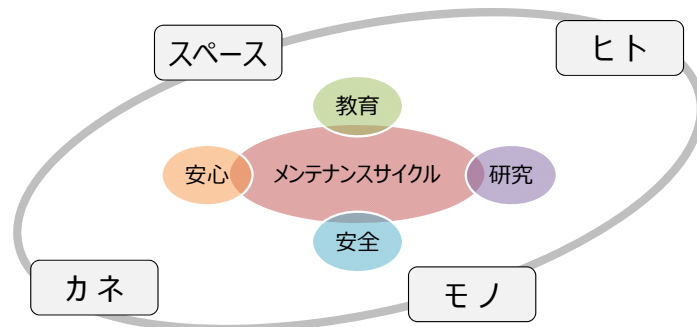 スペース
ヒト
教育
安心
メンテナンスサイクル
研究
安全
カネ
モノ